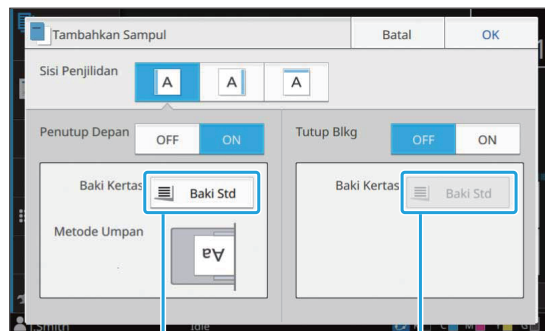 Tambahkan Sampul Batal OK
Sisi Penjilidan A A A
Penutup Depan OFF ON Tutup Blkg OFF ON
Baki Kertas Baki Std Baki Kertas Baki Std
Metode Umpan
Aa
I.Smith Idle